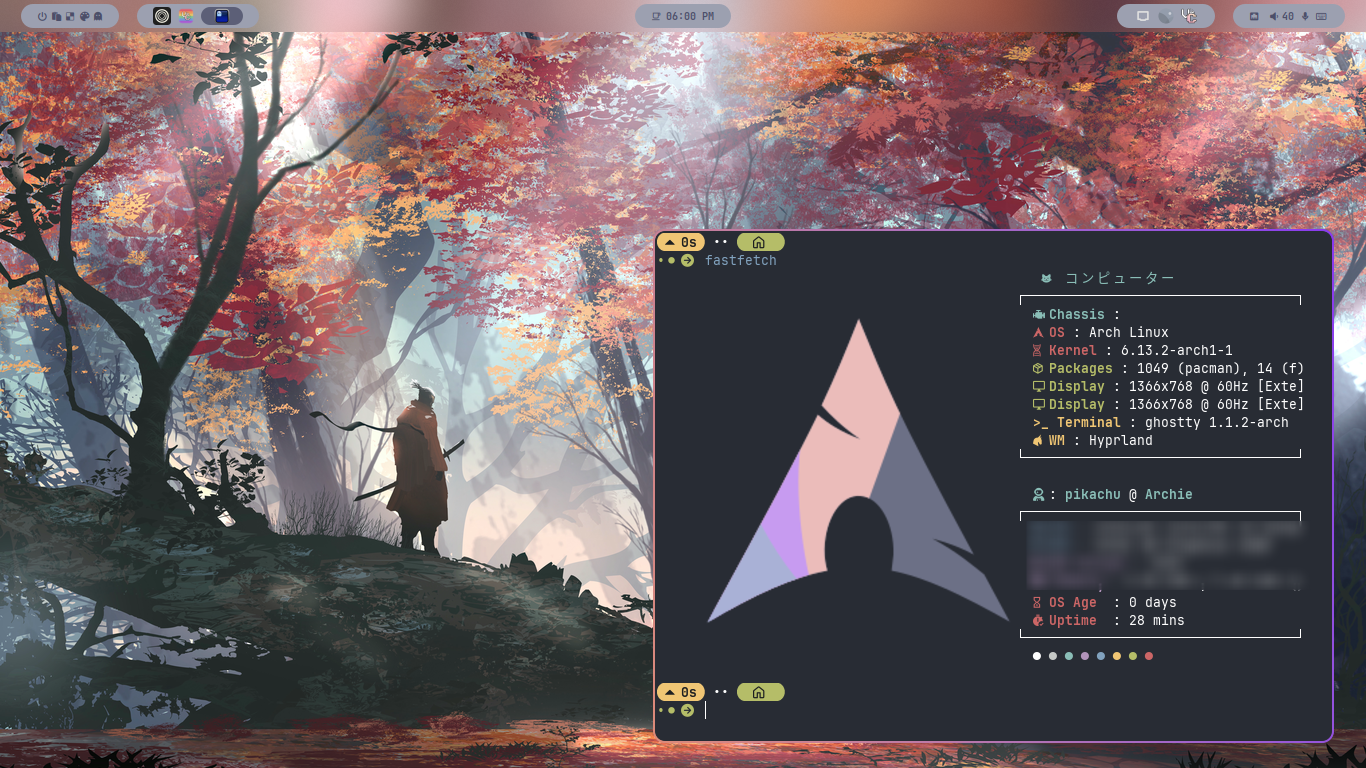 06:00 PM
40
0s ··
fastfetch
コンピューター
Chassis :
OS : Arch Linux
Kernel : 6.13.2-arch1-1
Packages : 1049 (pacman), 14 (f)
Display : 1366x768 @ 60Hz [Exte]
Display : 1366x768 @ 60Hz [Exte]
>_ Terminal : ghostty 1.1.2-arch
WM : Hyprland
: pikachu @ Archie
OS Age : 0 days
Uptime : 28 mins
0s ··